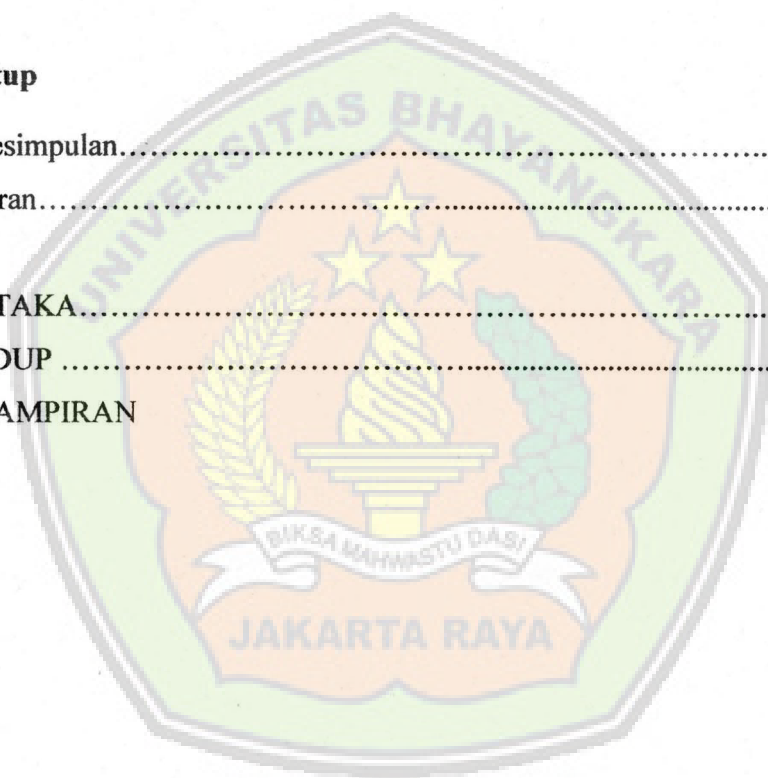 tup
esimpulan...............................................................................
ran...............................................................................
TAKA...............................................................................
DUP ...............................................................................
AMPIRAN
UNIVERSITAS BHAYANGKARA
BIKSA MAHWASTU DASI
JAKARTA RAYA